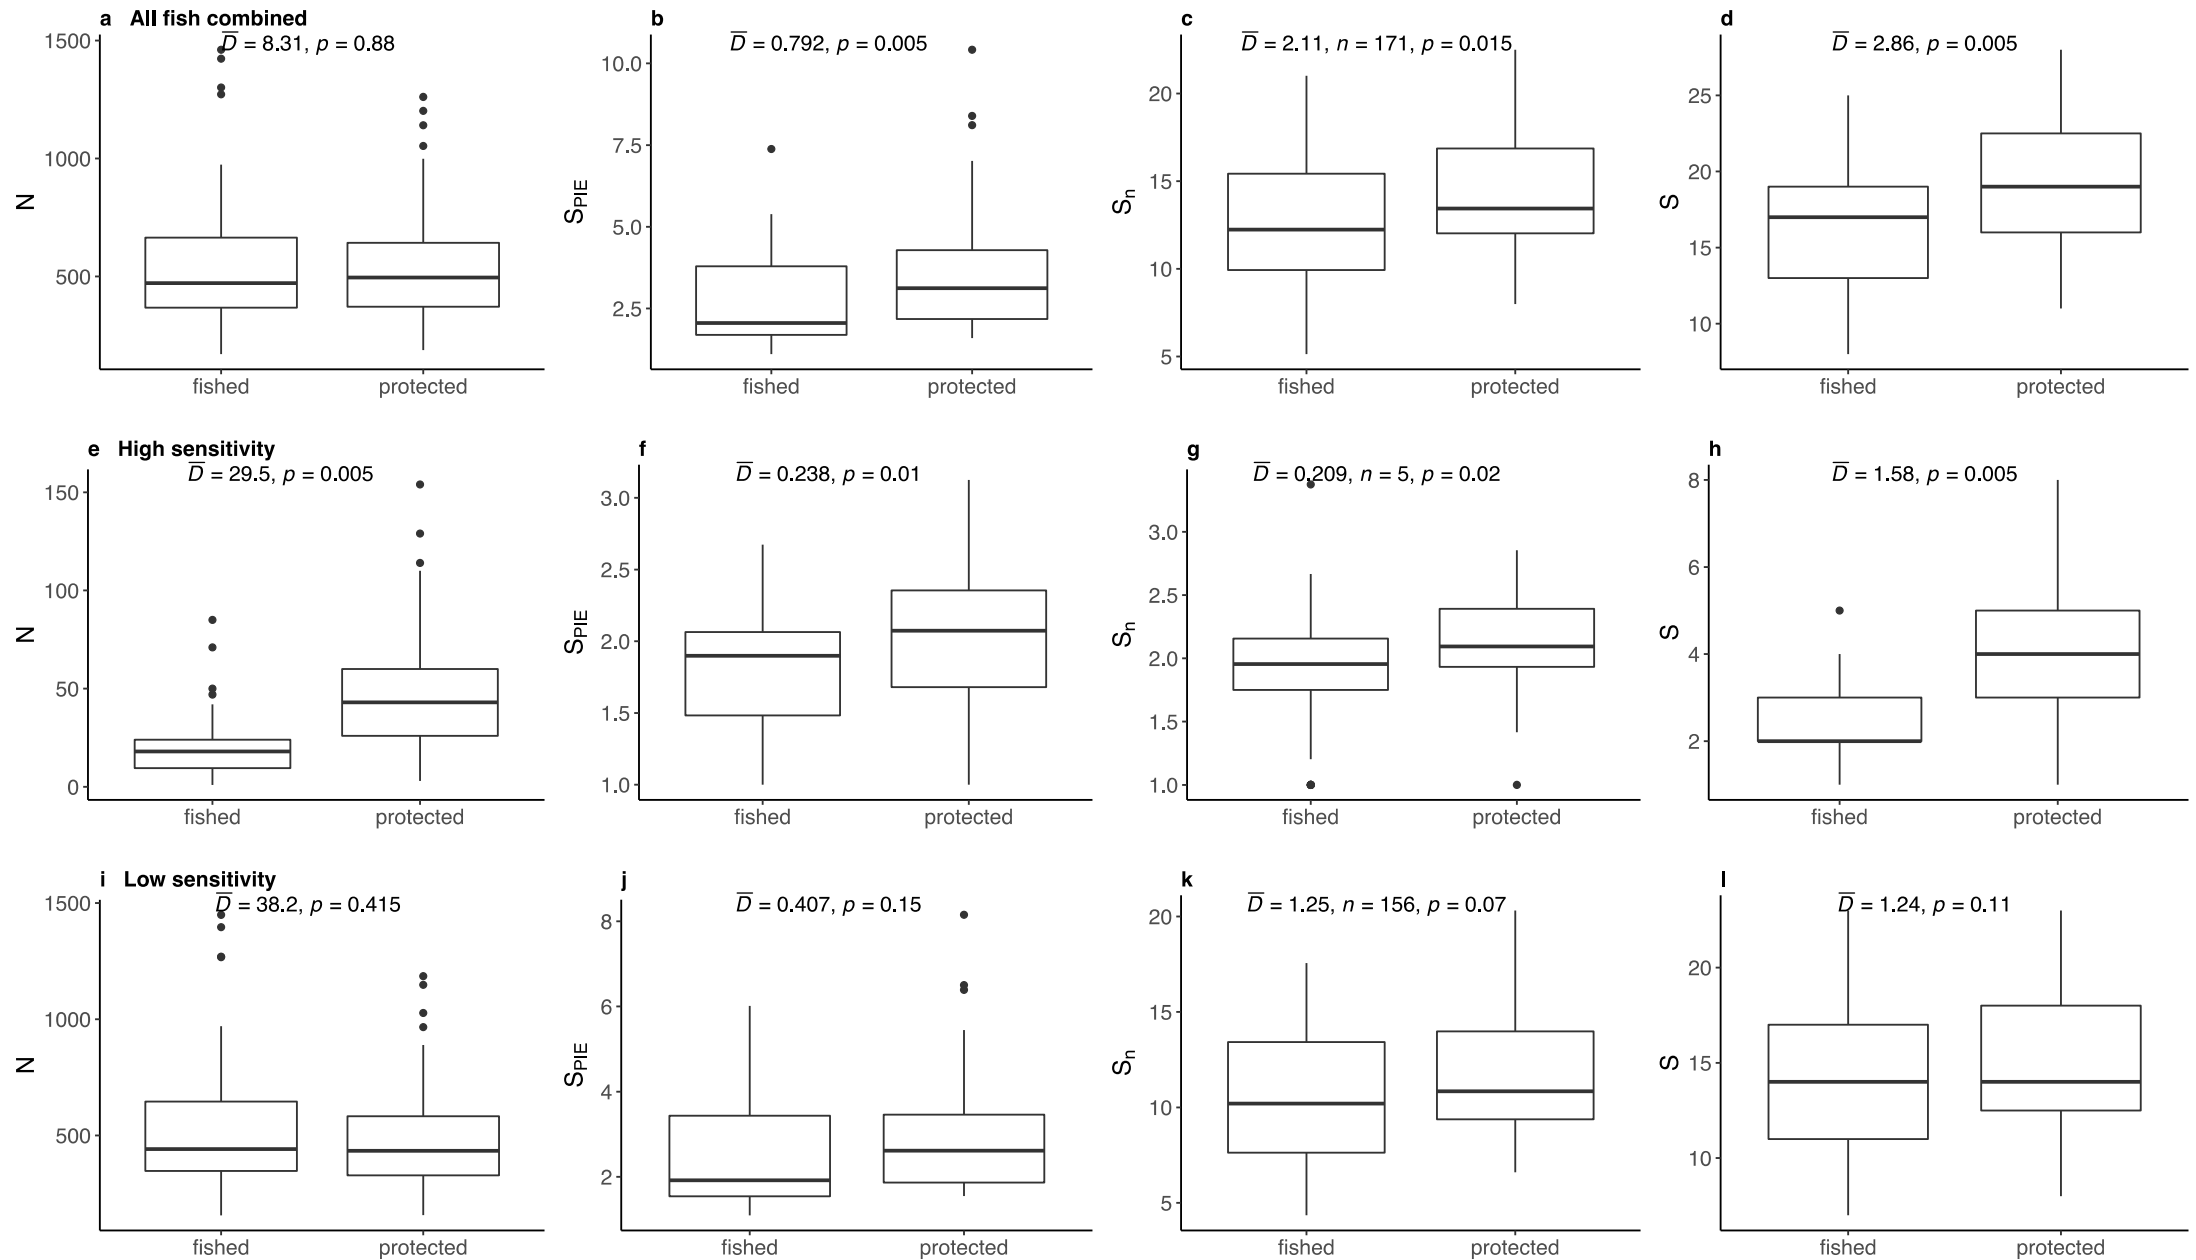 a All fish combined
D̅ = 8.31, p = 0.88
N
1500
1000
500
fished protected
b
D̅ = 0.792, p = 0.005
SPIE
10.0
7.5
5.0
2.5
fished protected
c
D̅ = 2.11, n = 171, p = 0.015
Sn
20
15
10
5
fished protected
d
D̅ = 2.86, p = 0.005
S
25
20
15
10
fished protected
e High sensitivity
D̅ = 29.5, p = 0.005
N
150
100
50
0
fished protected
f
D̅ = 0.238, p = 0.01
SPIE
3.0
2.5
2.0
1.5
1.0
fished protected
g
D̅ = 0.209, n = 5, p = 0.02
Sn
3.0
2.5
2.0
1.5
1.0
fished protected
h
D̅ = 1.58, p = 0.005
S
8
6
4
2
fished protected
i Low sensitivity
D̅ = 38.2, p = 0.415
N
1500
1000
500
fished protected
j
D̅ = 0.407, p = 0.15
SPIE
8
6
4
2
fished protected
k
D̅ = 1.25, n = 156, p = 0.07
Sn
20
15
10
5
fished protected
l
D̅ = 1.24, p = 0.11
S
20
15
10
fished protected